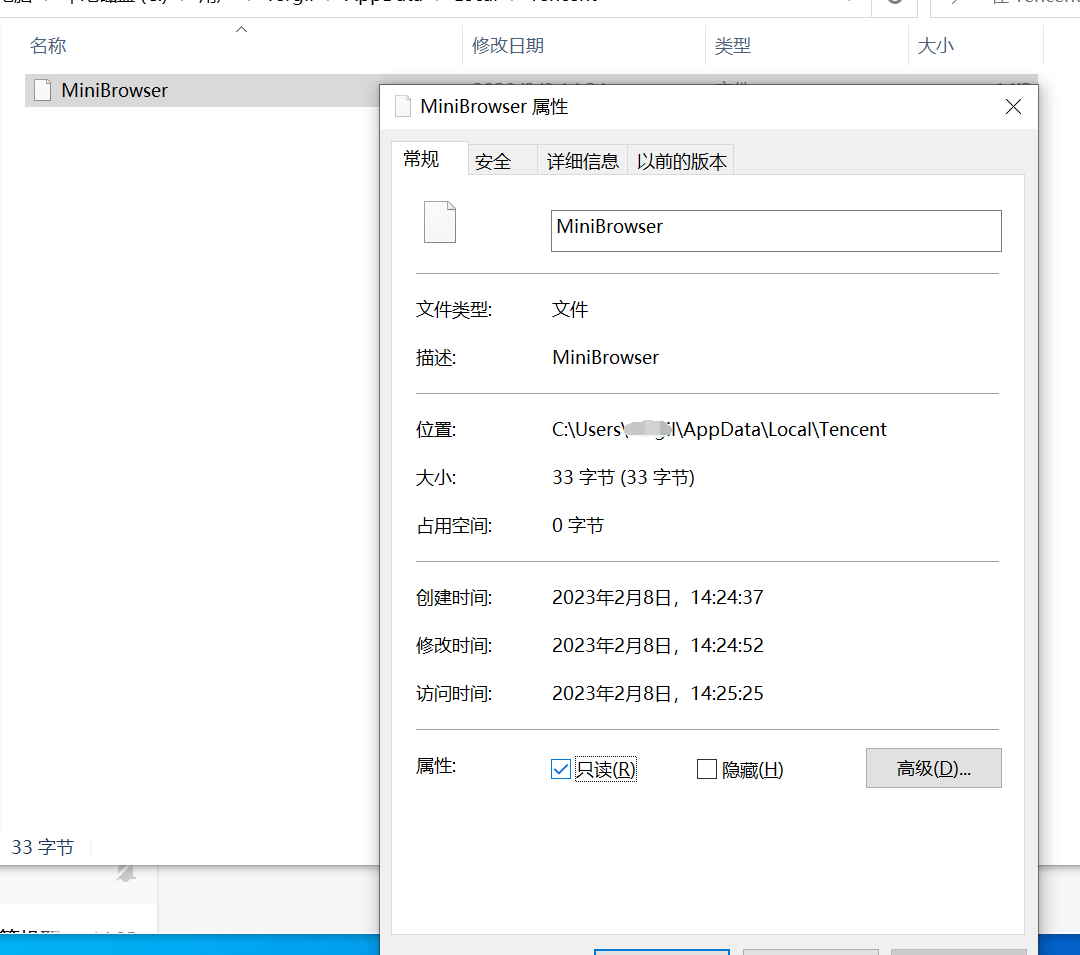 名称 修改日期 类型 大小
MiniBrowser
MiniBrowser 属性
常规 安全 详细信息 以前的版本
MiniBrowser
文件类型: 文件
描述: MiniBrowser
位置: C:\Users\ \AppData\Local\Tencent
大小: 33 字节 (33 字节)
占用空间: 0 字节
创建时间: 2023年2月8日，14:24:37
修改时间: 2023年2月8日，14:24:52
访问时间: 2023年2月8日，14:25:25
属性: 只读(R) 隐藏(H) 高级(D)...
33 字节